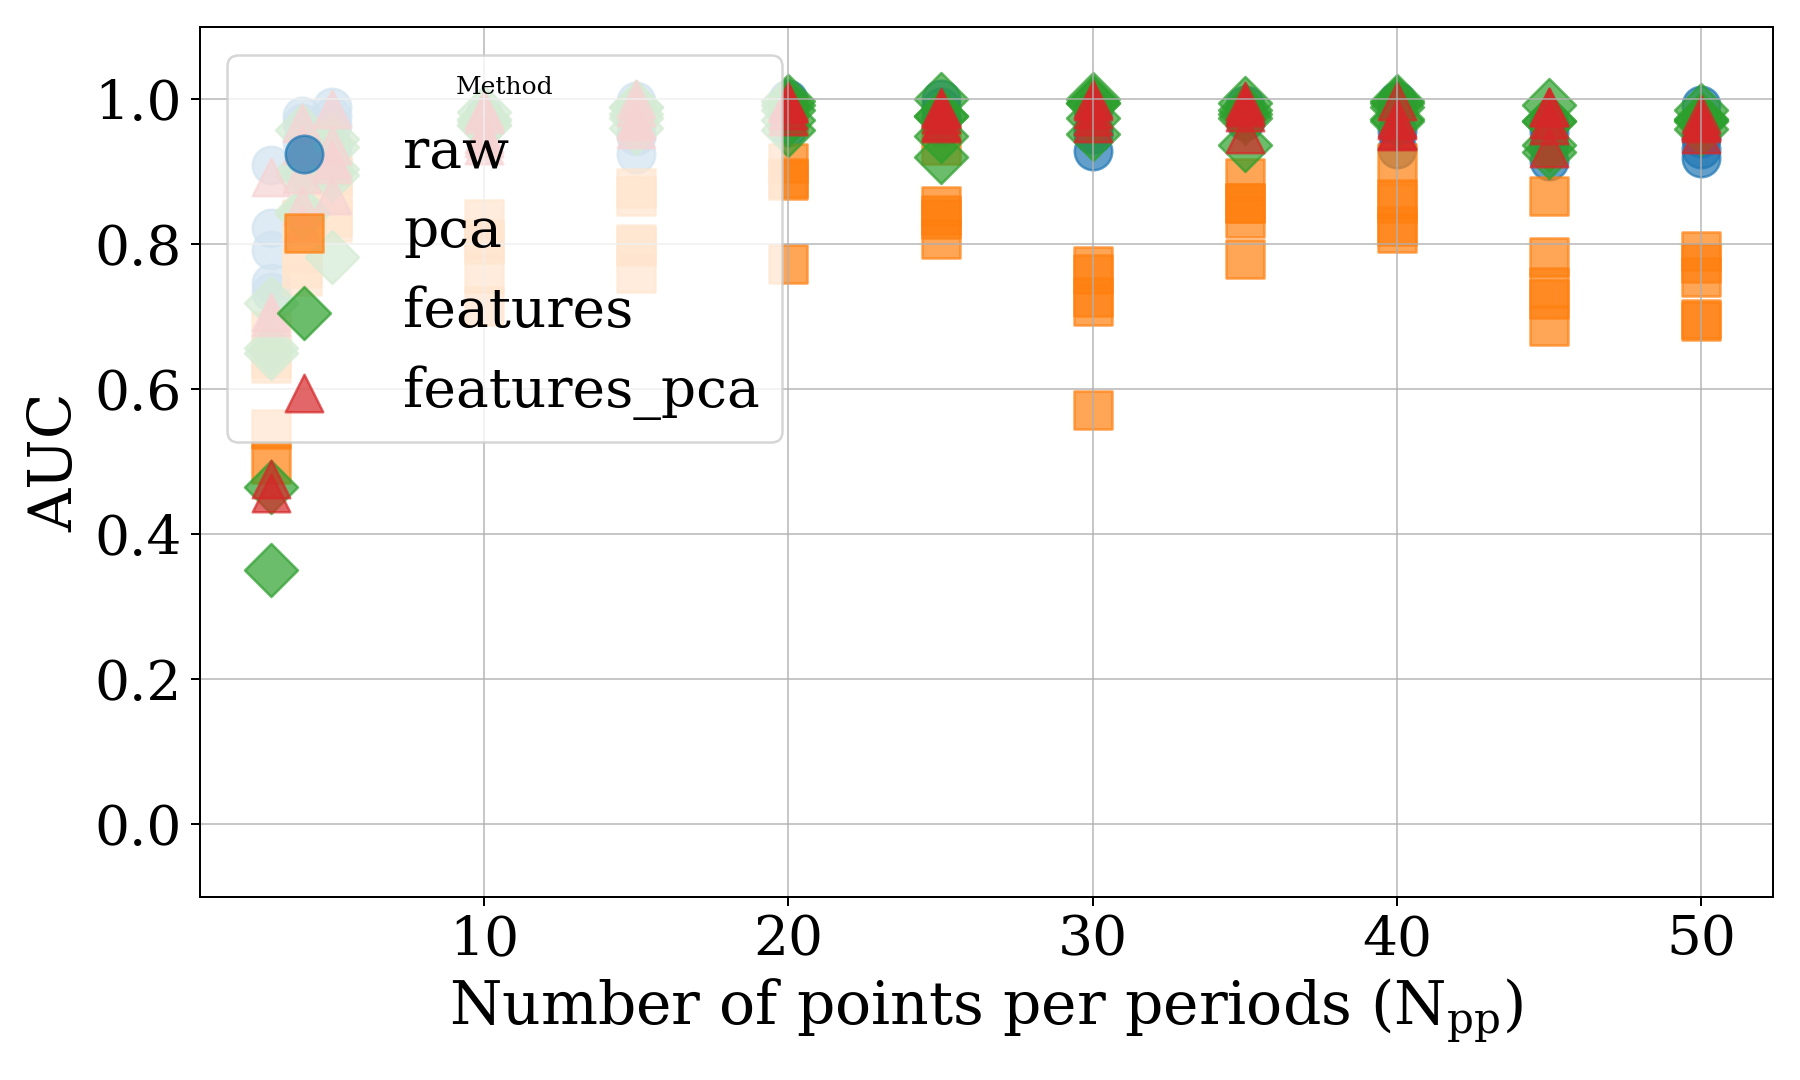 Method
raw
pca
features
features_pca
AUC
1.0
0.8
0.6
0.4
0.2
0.0
10 20 30 40 50
Number of points per periods (N_pp)